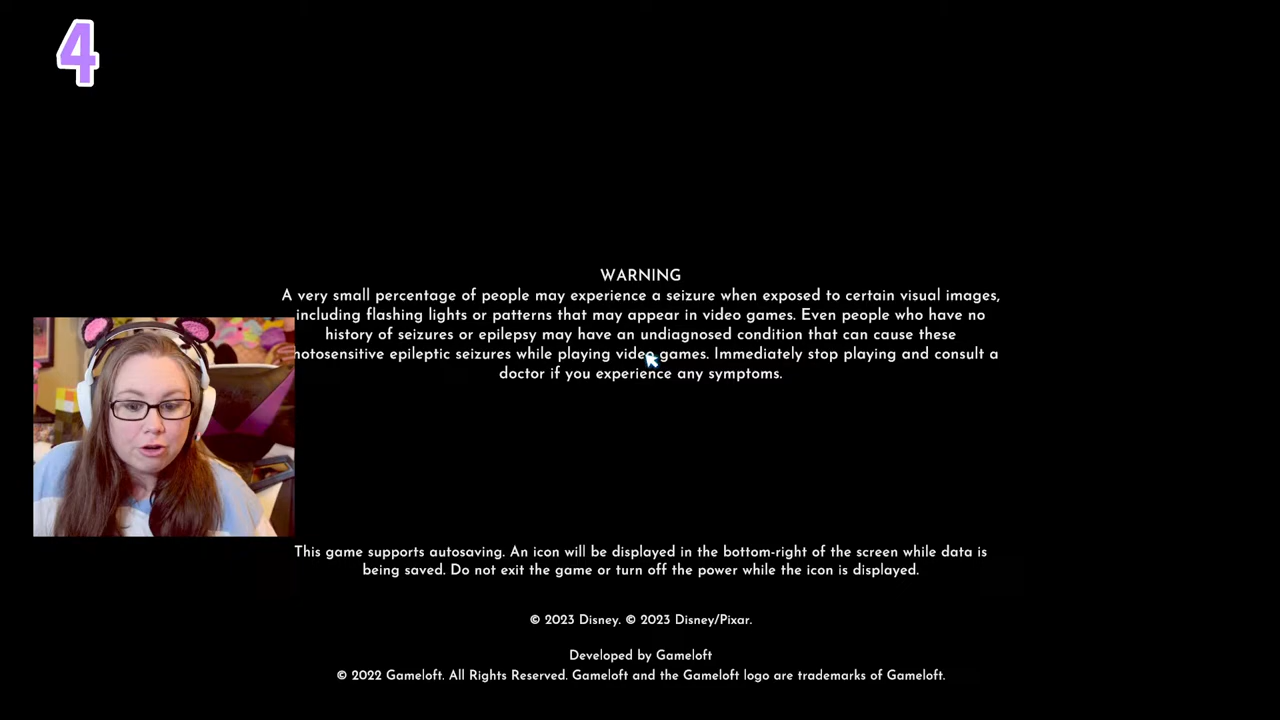 4
WARNING
A very small percentage of people may experience a seizure when exposed to certain visual images,
including flashing lights or patterns that may appear in video games. Even people who have no
history of seizures or epilepsy may have an undiagnosed condition that can cause these
hotosensitive epileptic seizures while playing video games. Immediately stop playing and consult a
doctor if you experience any symptoms.
This game supports autosaving. An icon will be displayed in the bottom-right of the screen while data is
being saved. Do not exit the game or turn off the power while the icon is displayed.
© 2023 Disney. © 2023 Disney/Pixar.
Developed by Gameloft
© 2022 Gameloft. All Rights Reserved. Gameloft and the Gameloft logo are trademarks of Gameloft.